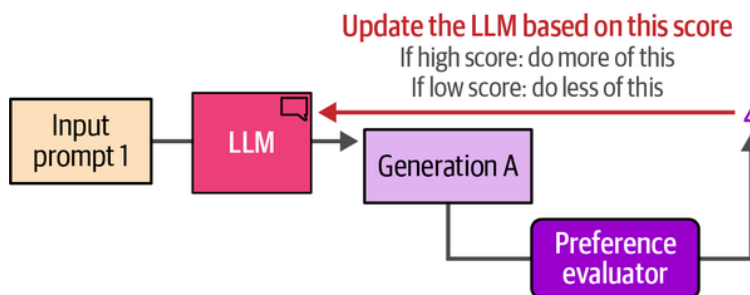 Update the LLM based on this score
If high score: do more of this
If low score: do less of this
Input
prompt 1
LLM
Generation A
Preference
evaluator